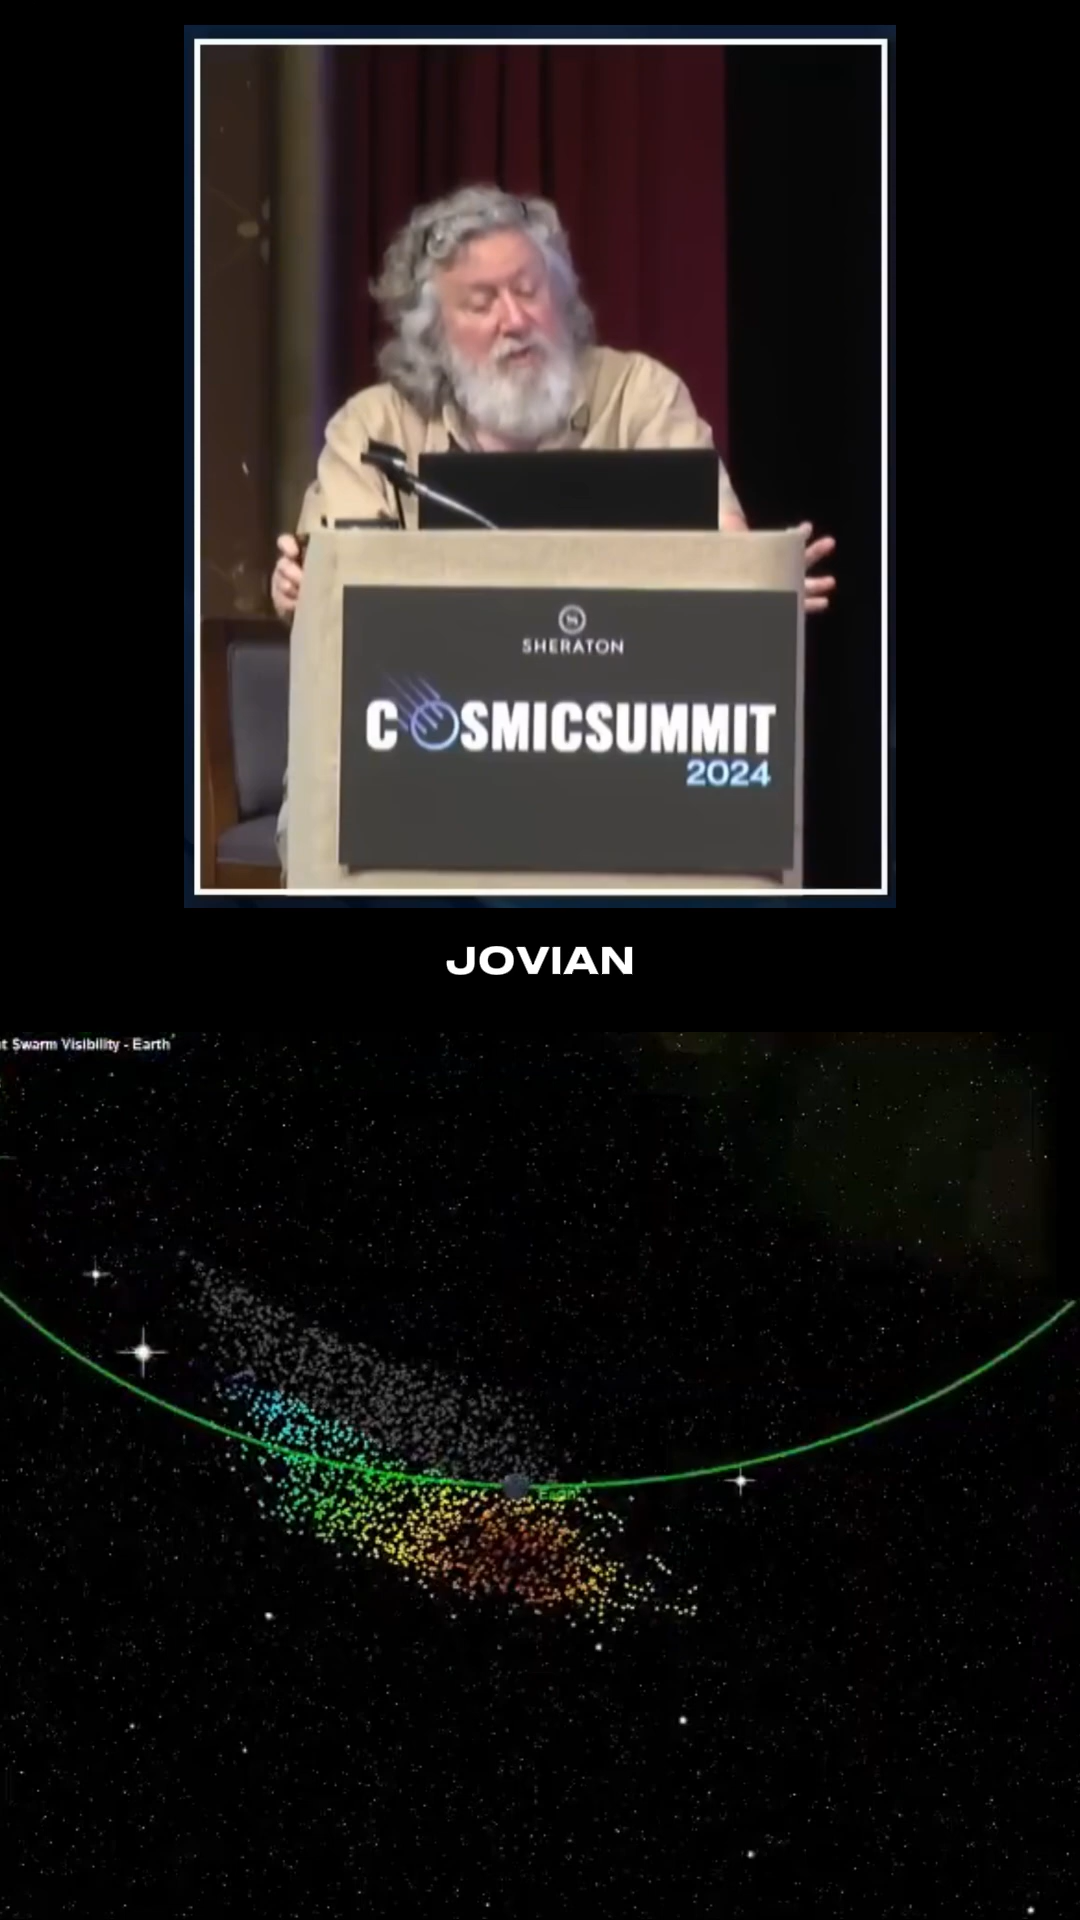 SHERATON
COSMICSUMMIT
2024
JOVIAN
t Swarm Visibility - Earth
Earth